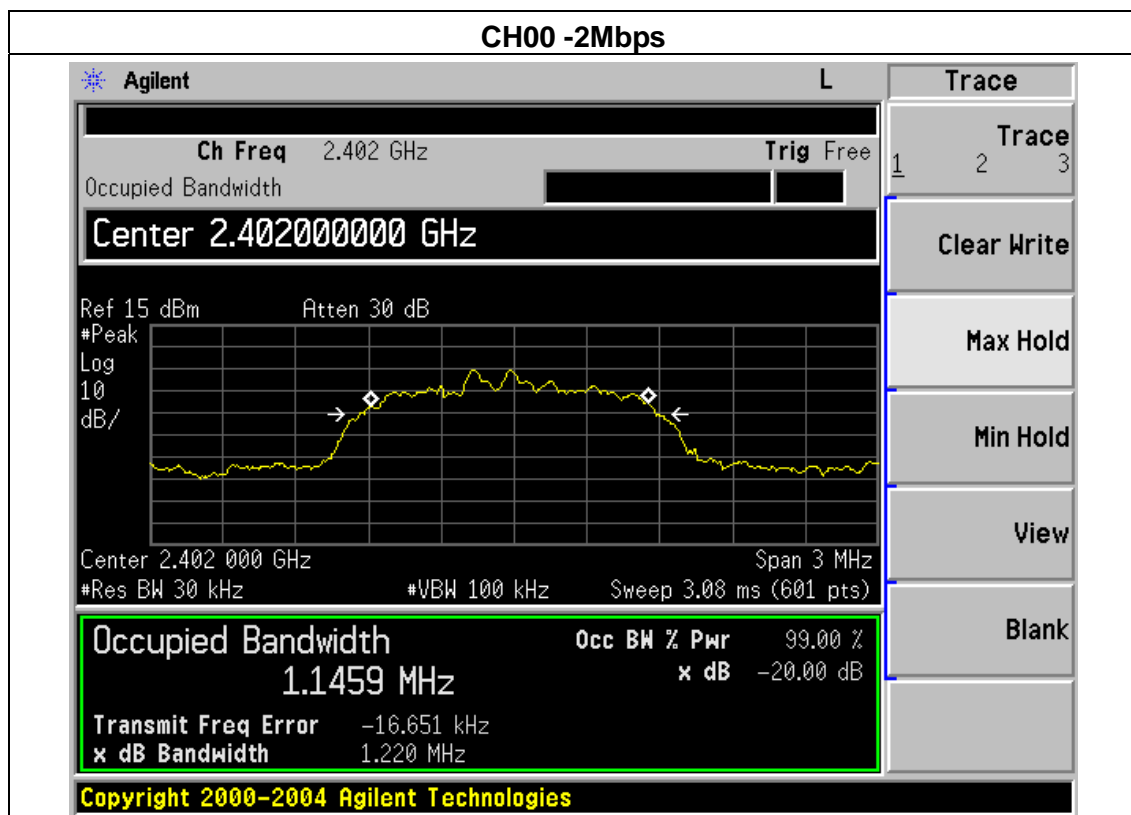 CH00 -2Mbps
Agilent L Trace
Ch Freq 2.402 GHz Trig Free
Occupied Bandwidth
Trace
1 2 3
Center 2.402000000 GHz
Clear Write
Ref 15 dBm Atten 30 dB
#Peak
Log
10
dB/
Max Hold
Min Hold
View
Center 2.402 000 GHz Span 3 MHz
#Res BW 30 kHz #VBW 100 kHz Sweep 3.08 ms (601 pts)
Blank
Occupied Bandwidth Occ BW % Pwr 99.00 %
1.1459 MHz x dB -20.00 dB
Transmit Freq Error -16.651 kHz
x dB Bandwidth 1.220 MHz
Copyright 2000-2004 Agilent Technologies